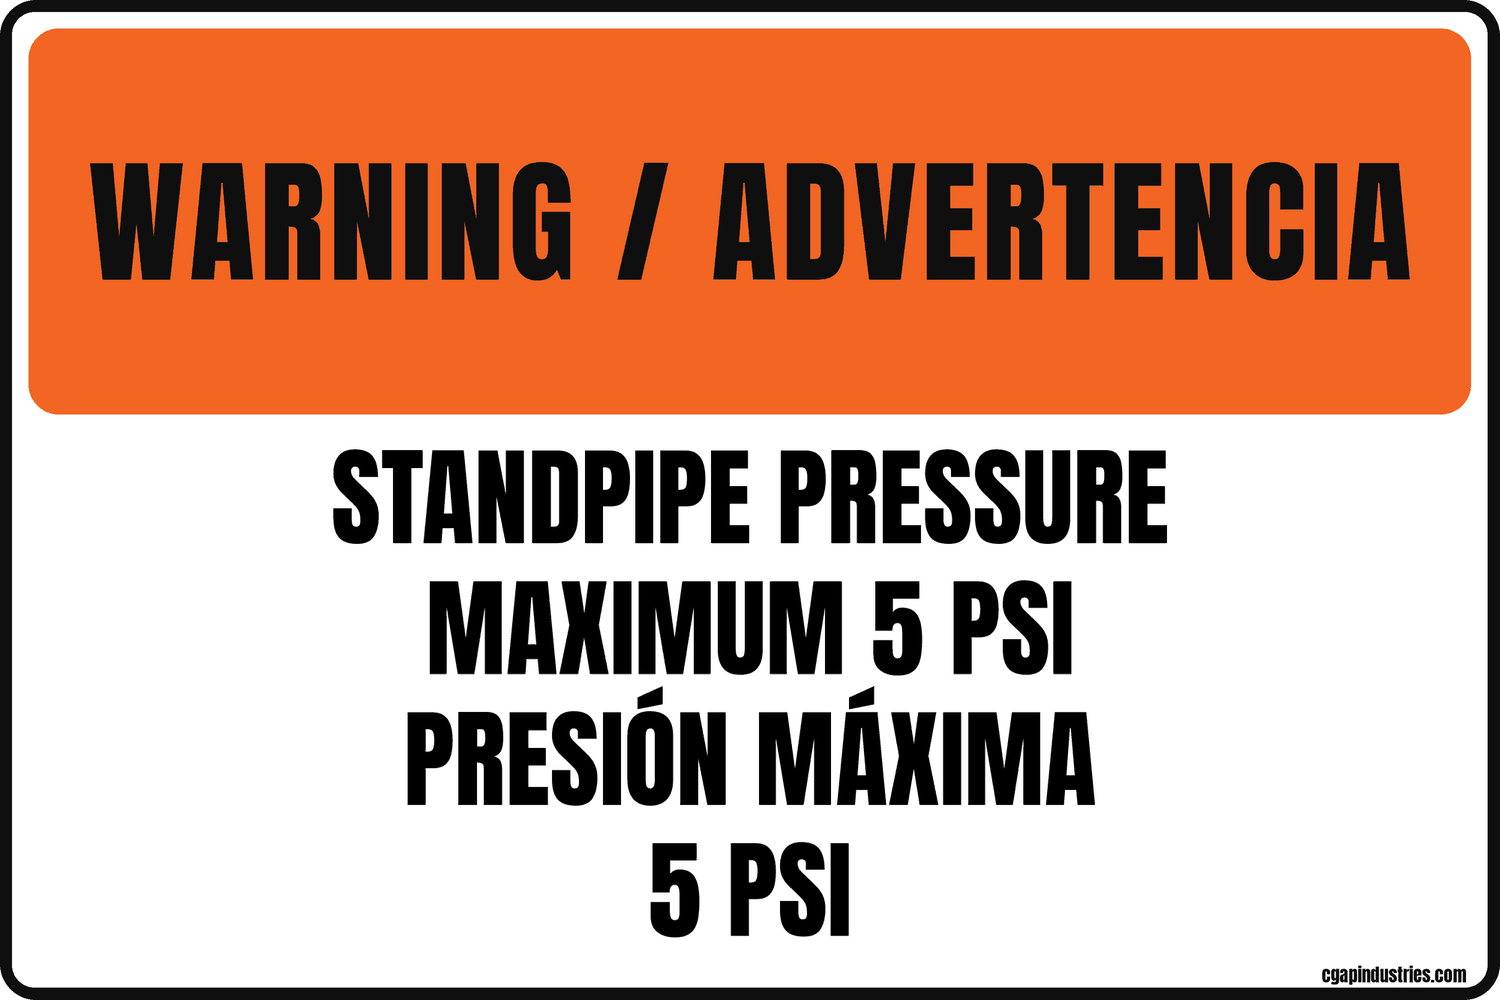 WARNING / ADVERTENCIA
STANDPIPE PRESSURE
MAXIMUM 5 PSI
PRESIÓN MÁXIMA
5 PSI
cgapindustries.com